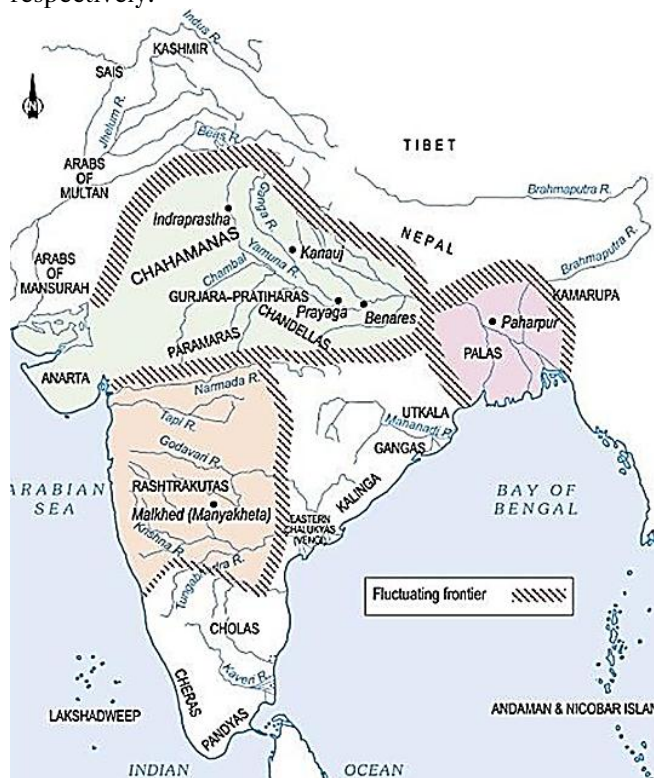 respectively.
Indus R.
KASHMIR
SAIS
N
Jhelum R.
Beas R.
TIBET
ARABS
OF
MULTAN
Brahmaputra R.
Indraprastha
Ganga R.
NEPAL
Kanauj
CHAHAMANAS
Yamuna R.
Brahmaputra R.
ARABS
OF
MANSURAH
Chambal
KAMARUPA
GURJARA-PRATIHARAS
Prayaga
Benares
Paharpur
CHANDELLAS
PARAMARAS
PALAS
ANARTA
Narmada R.
Tapi R.
UTKALA
Mahanadi R.
GANGAS
Godavari R.
KALINGA
ARABIAN
SEA
RASHTRAKUTAS
BAY OF
BENGAL
Malkhed (Manyakheta)
EASTERN
CHALUKYAS
(VENGI)
Krishna R.
Tungabhadra R.
Fluctuating frontier
CHOLAS
Kaveri R.
CHERAS
LAKSHADWEEP
PANDYAS
ANDAMAN & NICOBAR ISLAN
INDIAN
OCEAN